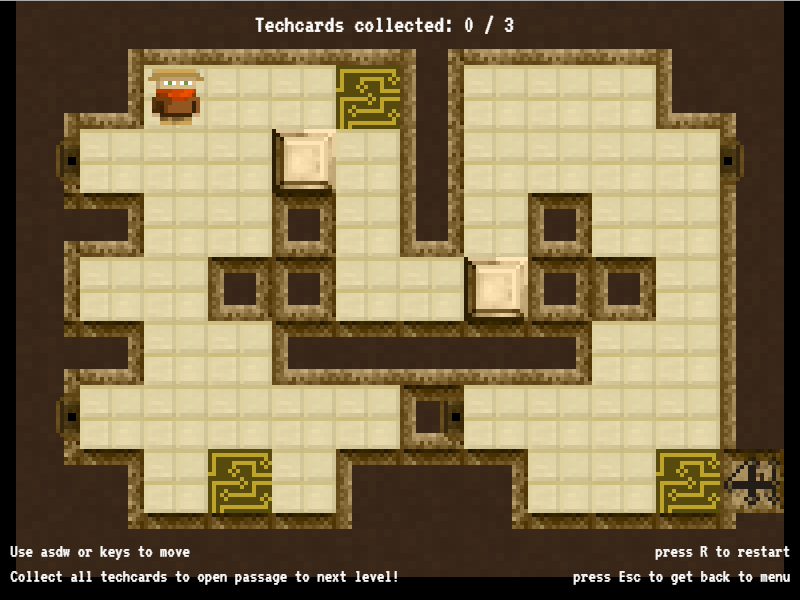 Techcards collected: 0 / 3
Use asdw or keys to move
press R to restart
Collect all techcards to open passage to next level!
press Esc to get back to menu